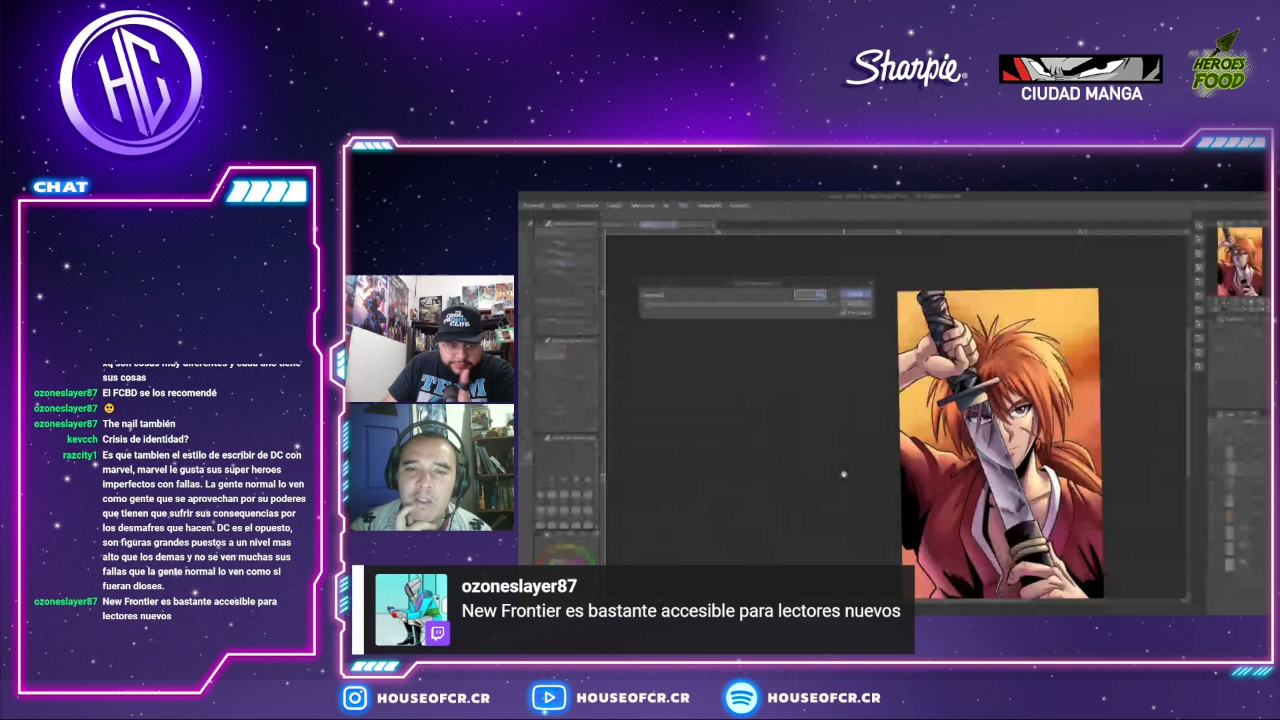 HC
Sharpie®
CIUDAD MANGA
HEROES
FOOD
CHAT
sus cosas
ozoneslayer87 El FCBD se los recomendé
ozoneslayer87 😳
ozoneslayer87 The nail también
kevcch Crisis de identidad?
razcity1 Es que tambien el estilo de escribir de DC con
marvel, marvel le gusta sus super heroes
imperfectos con fallas. La gente normal lo ven
como gente que se aprovechan por su poderes
que tienen que sufrir sus consequencias por
los desmafres que hacen. DC es el opuesto,
son figuras grandes puestos a un nivel mas
alto que los demas y no se ven muchas sus
fallas que la gente normal lo ven como si
fueran dioses.
ozoneslayer87 New Frontier es bastante accesible para
lectores nuevos
TEAM
ozoneslayer87
New Frontier es bastante accesible para lectores nuevos
HOUSEOFCR.CR
HOUSEOFCR.CR
HOUSEOFCR.CR